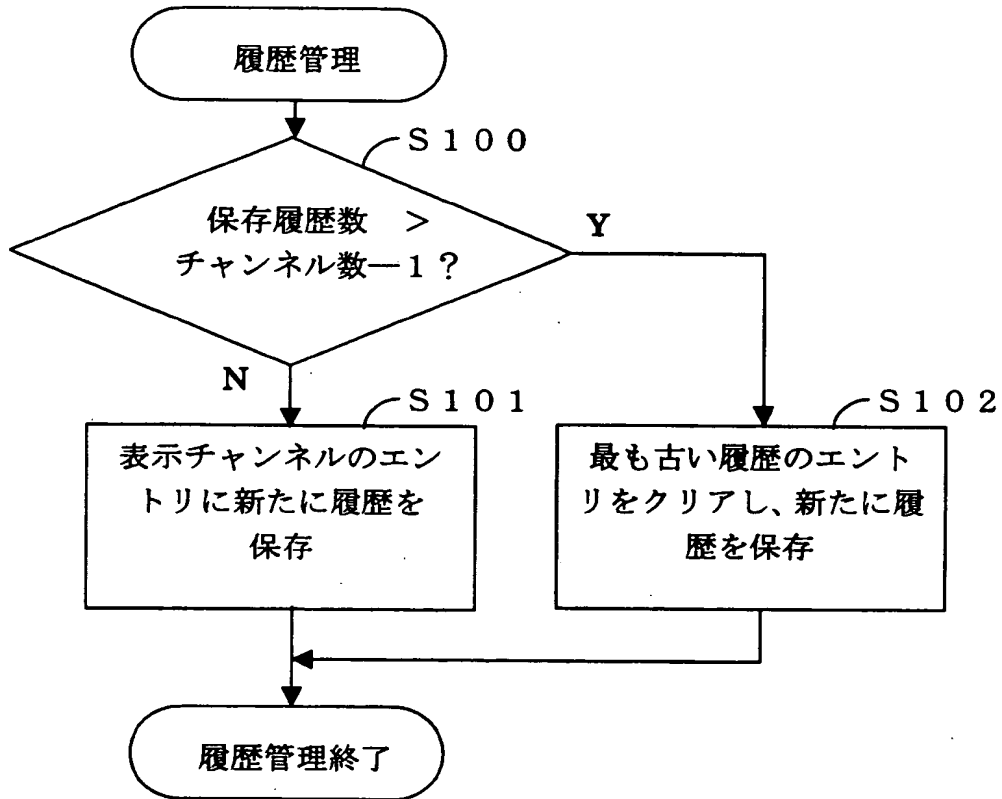 履歴管理
S100
保存履歴数 >
チャンネル数―1?
Y
N
S101
表示チャンネルのエン
トリに新たに履歴を
保存
S102
最も古い履歴のエント
リをクリアし、新たに履
歴を保存
履歴管理終了